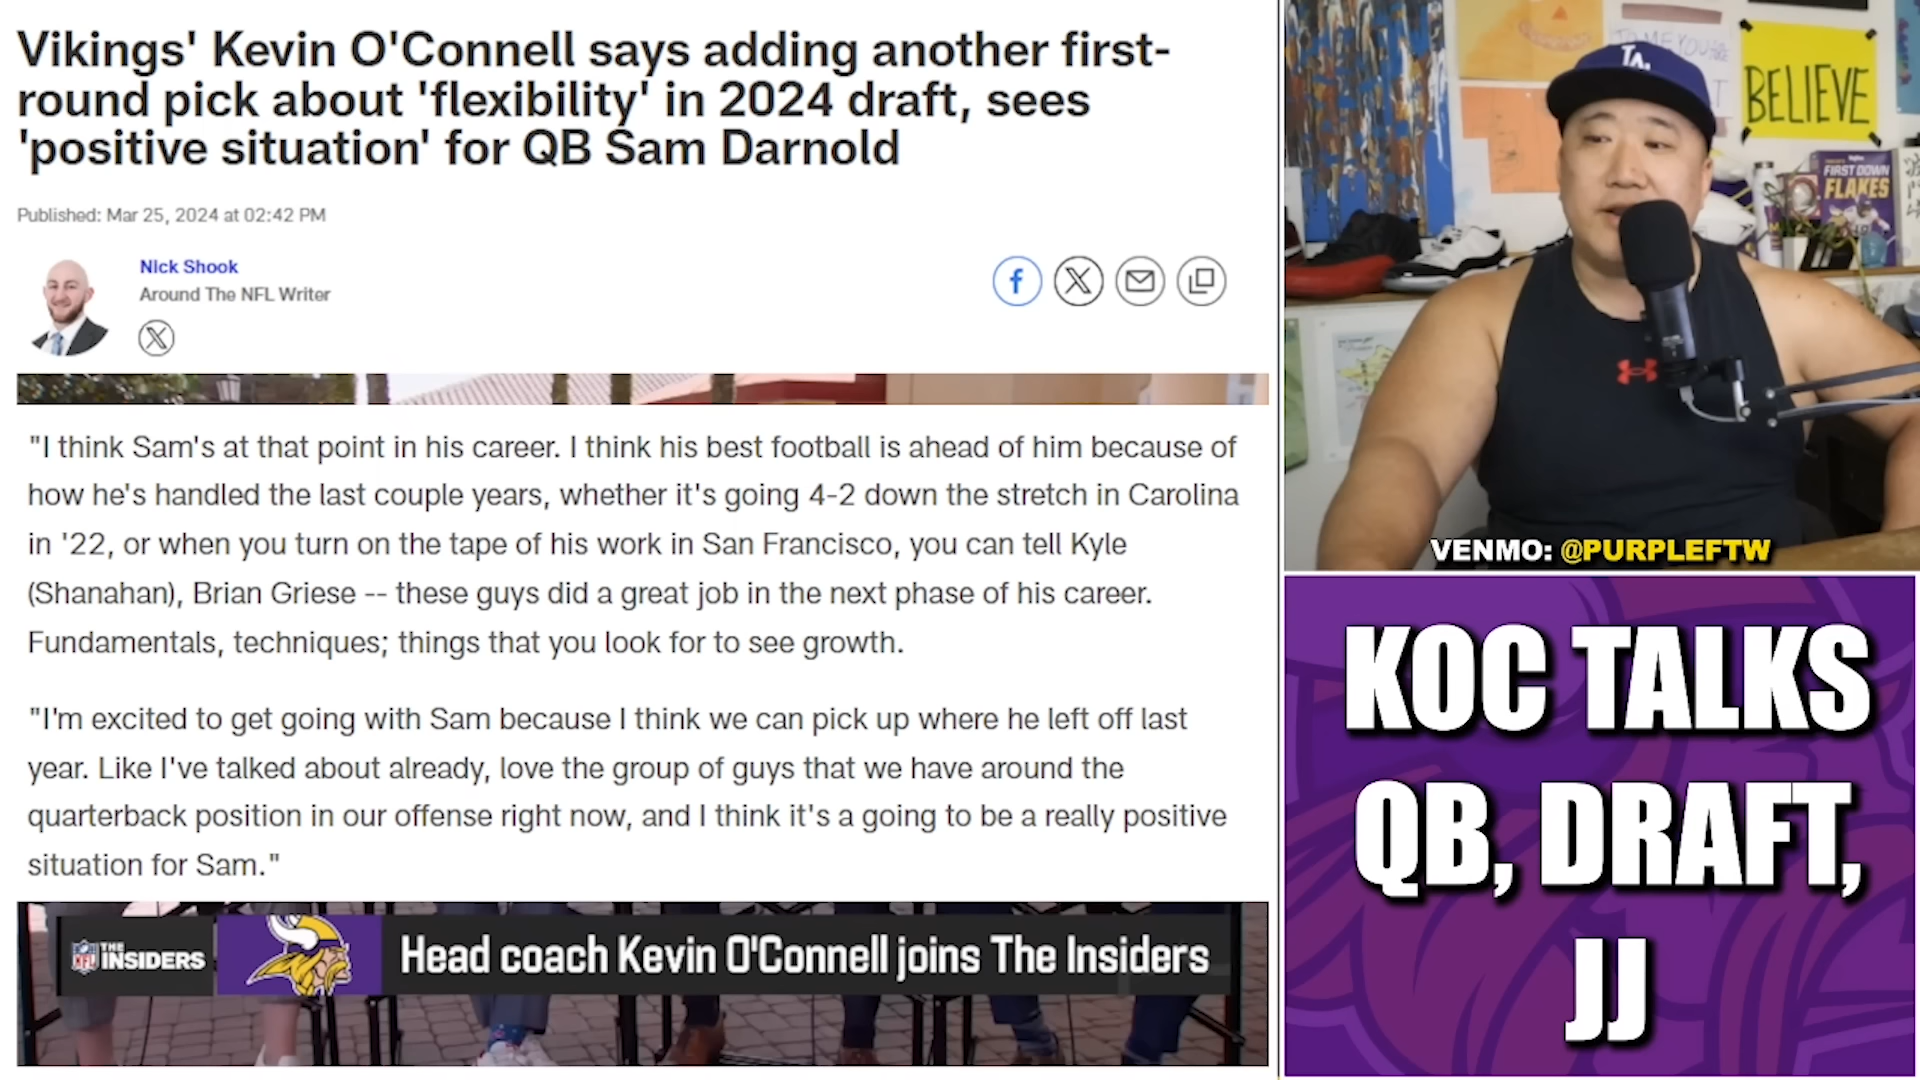 Vikings' Kevin O'Connell says adding another first-
round pick about 'flexibility' in 2024 draft, sees
'positive situation' for QB Sam Darnold
Published: Mar 25, 2024 at 02:42 PM
Nick Shook
Around The NFL Writer
"I think Sam's at that point in his career. I think his best football is ahead of him because of
how he's handled the last couple years, whether it's going 4-2 down the stretch in Carolina
in '22, or when you turn on the tape of his work in San Francisco, you can tell Kyle
(Shanahan), Brian Griese -- these guys did a great job in the next phase of his career.
Fundamentals, techniques; things that you look for to see growth.
"I'm excited to get going with Sam because I think we can pick up where he left off last
year. Like I've talked about already, love the group of guys that we have around the
quarterback position in our offense right now, and I think it's a going to be a really positive
situation for Sam."
NFL THE
INSIDERS
Head coach Kevin O'Connell joins The Insiders
LA
BELIEVE
FIRST DOWN
FLAKES
VENMO: @PURPLEFTW
KOC TALKS
QB, DRAFT,
JJ